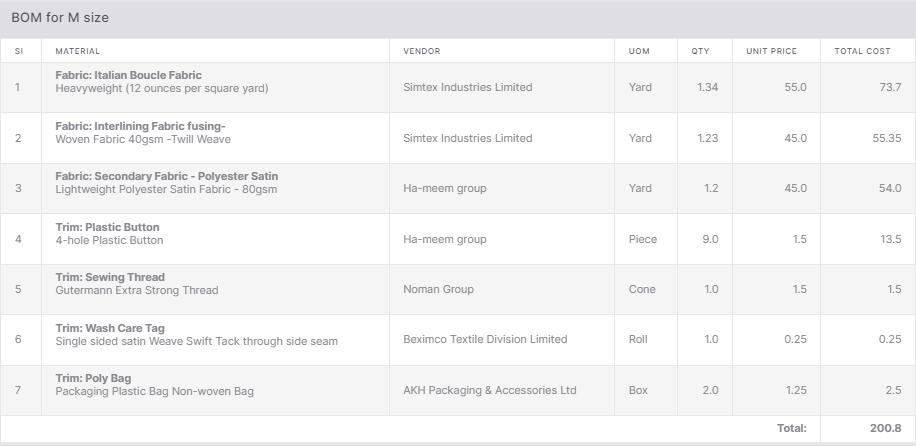 BOM for M size
SI MATERIAL VENDOR UOM QTY UNIT PRICE TOTAL COST
Fabric: Italian Boucle Fabric
1 Heavyweight (12 ounces per square yard) Simtex Industries Limited Yard 1.34 55.0 73.7
Fabric: Interlining Fabric fusing-
2 Woven Fabric 40gsm -Twill Weave Simtex Industries Limited Yard 1.23 45.0 55.35
Fabric: Secondary Fabric - Polyester Satin
3 Lightweight Polyester Satin Fabric - 80gsm Ha-meem group Yard 1.2 45.0 54.0
Trim: Plastic Button
4 4-hole Plastic Button Ha-meem group Piece 9.0 1.5 13.5
Trim: Sewing Thread
5 Gutermann Extra Strong Thread Noman Group Cone 1.0 1.5 1.5
Trim: Wash Care Tag
6 Single sided satin Weave Swift Tack through side seam Beximco Textile Division Limited Roll 1.0 0.25 0.25
Trim: Poly Bag
7 Packaging Plastic Bag Non-woven Bag AKH Packaging & Accessories Ltd Box 2.0 1.25 2.5
Total: 200.8